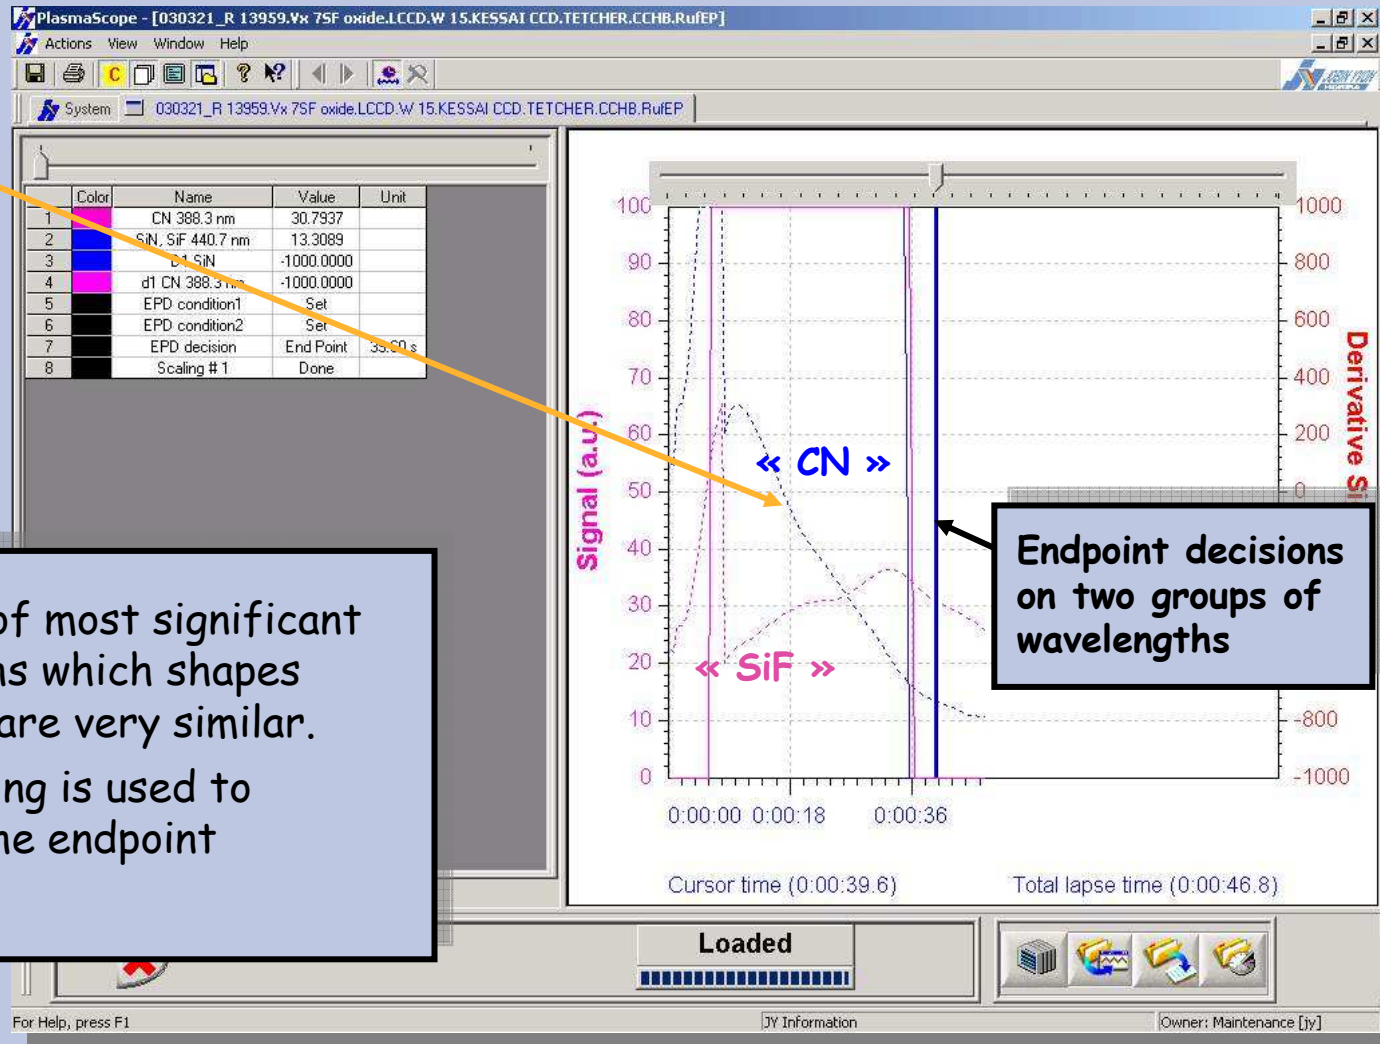 PlasmaScope - [030321_R 13959.Vx 7SF oxide.LCCD.W 15.KESSAI CCD.TETCHER.CCHB.RufEP]
Actions View Window Help
C
JOBIN YVON
System 030321_R 13959.Vx 7SF oxide.LCCD.W 15.KESSAI CCD.TETCHER.CCHB.RufEP
Color Name Value Unit
1 CN 388.3 nm 30.7937
2 SiN, SiF 440.7 nm 13.3089
3 D1 SiN -1000.0000
4 d1 CN 388.3 nm -1000.0000
5 EPD condition1 Set
6 EPD condition2 Set
7 EPD decision End Point 39.60 s
8 Scaling # 1 Done
100 1000
90 800
80 600
70 400
60 200
50 0
40
30
20
10 -800
0 -1000
Signal (a.u.)
Derivative Si
« CN »
« SiF »
Endpoint decisions
on two groups of
wavelengths
0:00:00 0:00:18 0:00:36
Cursor time (0:00:39.6) Total lapse time (0:00:46.8)
of most significant
ns which shapes
are very similar.
ng is used to
ne endpoint
Loaded
For Help, press F1 JY Information Owner: Maintenance [jy]